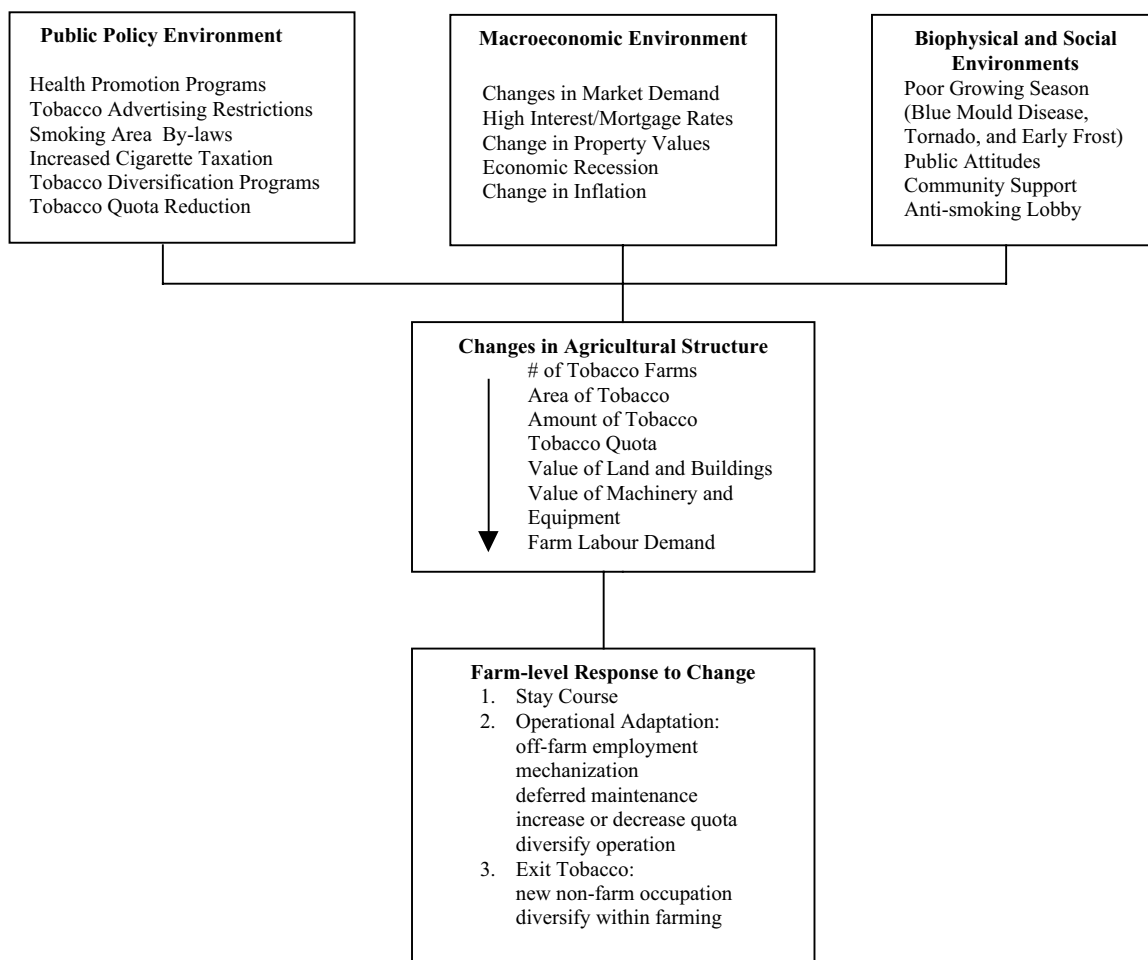 Public Policy Environment
Health Promotion Programs
Tobacco Advertising Restrictions
Smoking Area By-laws
Increased Cigarette Taxation
Tobacco Diversification Programs
Tobacco Quota Reduction
Macroeconomic Environment
Changes in Market Demand
High Interest/Mortgage Rates
Change in Property Values
Economic Recession
Change in Inflation
Biophysical and Social
Environments
Poor Growing Season
(Blue Mould Disease,
Tornado, and Early Frost)
Public Attitudes
Community Support
Anti-smoking Lobby
Changes in Agricultural Structure
# of Tobacco Farms
Area of Tobacco
Amount of Tobacco
Tobacco Quota
Value of Land and Buildings
Value of Machinery and
Equipment
Farm Labour Demand
Farm-level Response to Change
1. Stay Course
2. Operational Adaptation:
off-farm employment
mechanization
deferred maintenance
increase or decrease quota
diversify operation
3. Exit Tobacco:
new non-farm occupation
diversify within farming